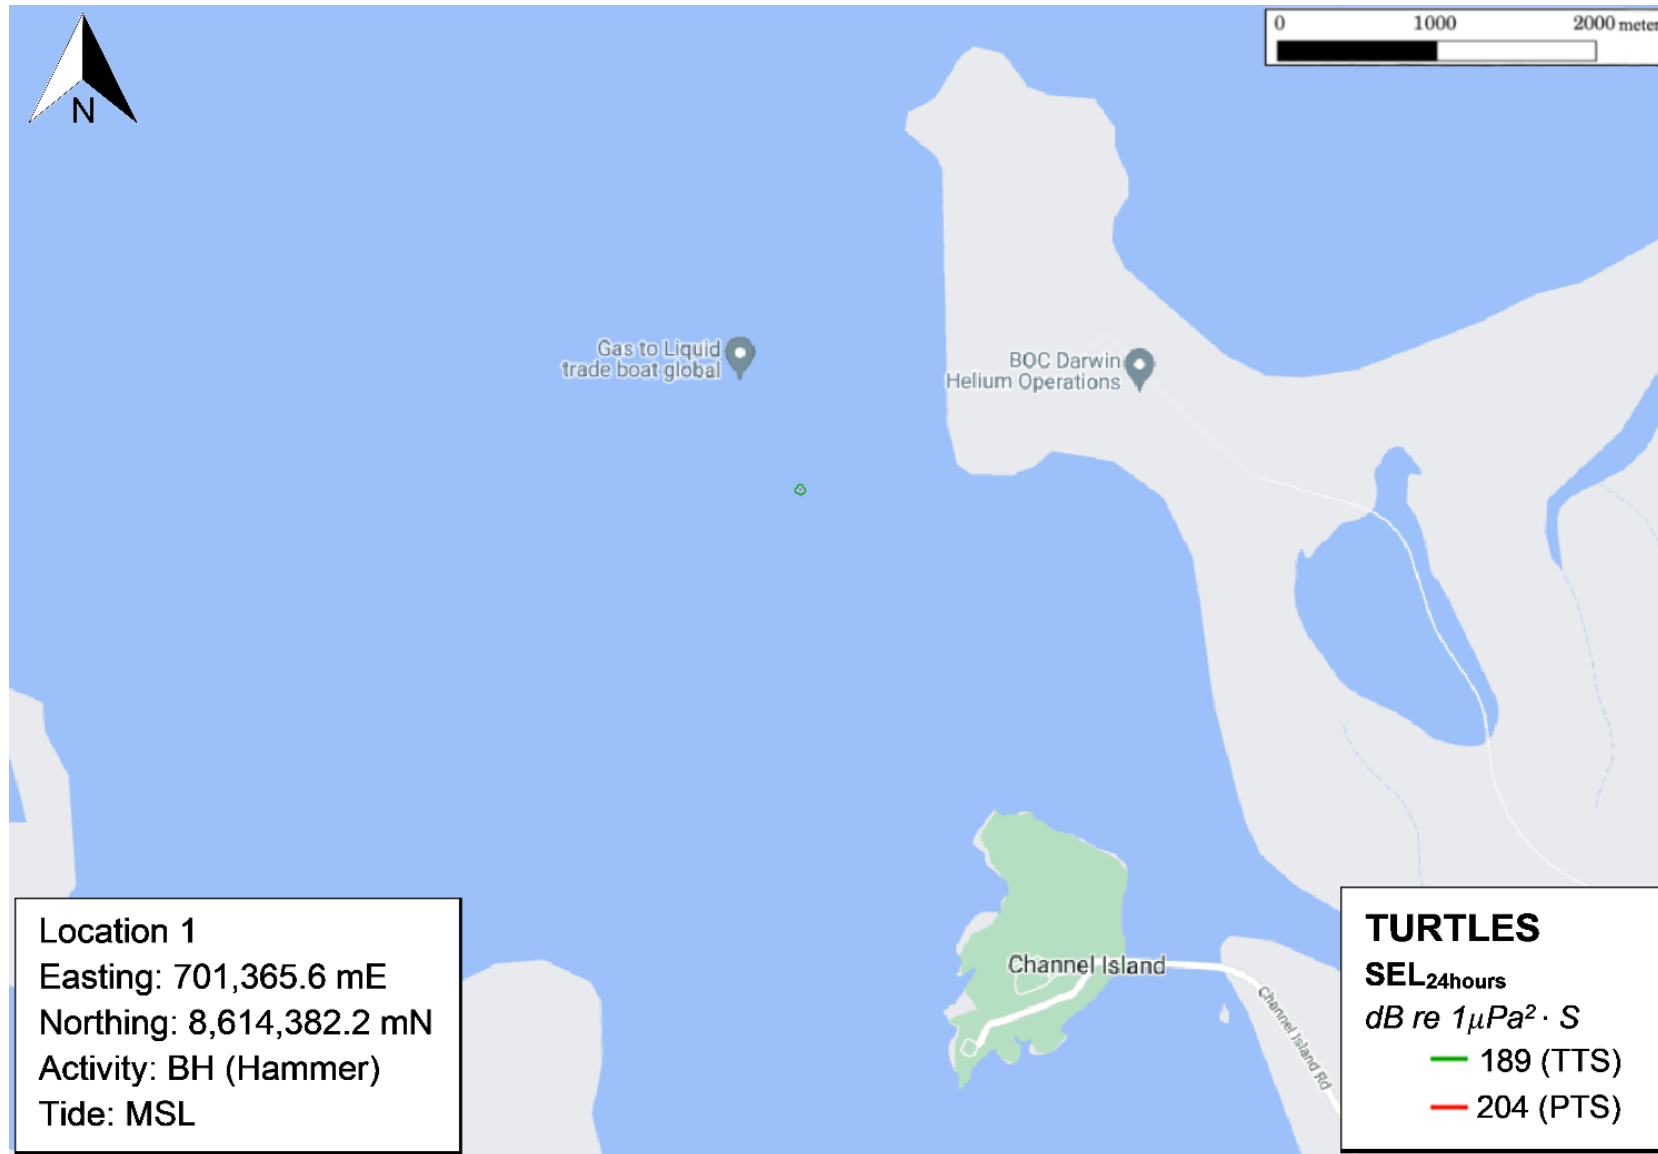 N
0 1000 2000 meter
Gas to Liquid
trade boat global
BOC Darwin
Helium Operations
Channel Island
Channel Island Rd
Location 1
Easting: 701,365.6 mE
Northing: 8,614,382.2 mN
Activity: BH (Hammer)
Tide: MSL
TURTLES
SEL24hours
dB re 1µPa² · S
189 (TTS)
204 (PTS)